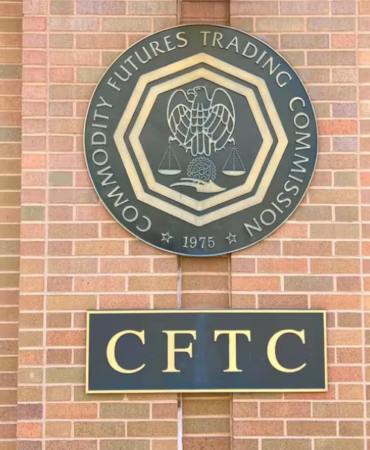 COMMODITY FUTURES TRADING COMMISSION
1975
CFTC